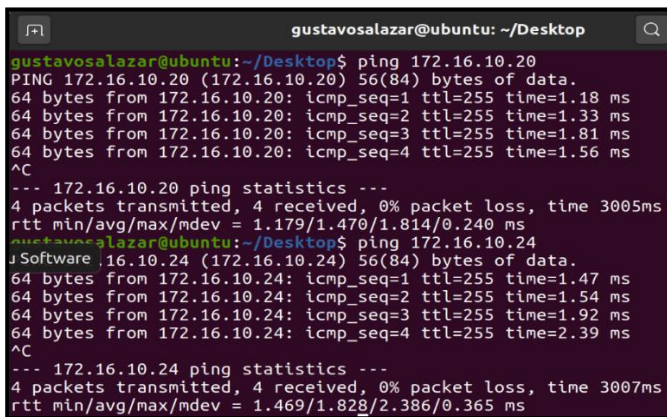 gustavosalazar@ubuntu: ~/Desktop
gustavosalazar@ubuntu:~/Desktop$ ping 172.16.10.20
PING 172.16.10.20 (172.16.10.20) 56(84) bytes of data.
64 bytes from 172.16.10.20: icmp_seq=1 ttl=255 time=1.18 ms
64 bytes from 172.16.10.20: icmp_seq=2 ttl=255 time=1.33 ms
64 bytes from 172.16.10.20: icmp_seq=3 ttl=255 time=1.81 ms
64 bytes from 172.16.10.20: icmp_seq=4 ttl=255 time=1.56 ms
^C
--- 172.16.10.20 ping statistics ---
4 packets transmitted, 4 received, 0% packet loss, time 3005ms
rtt min/avg/max/mdev = 1.179/1.470/1.814/0.240 ms
gustavosalazar@ubuntu:~/Desktop$ ping 172.16.10.24
u Software .16.10.24 (172.16.10.24) 56(84) bytes of data.
64 bytes from 172.16.10.24: icmp_seq=1 ttl=255 time=1.47 ms
64 bytes from 172.16.10.24: icmp_seq=2 ttl=255 time=1.54 ms
64 bytes from 172.16.10.24: icmp_seq=3 ttl=255 time=1.92 ms
64 bytes from 172.16.10.24: icmp_seq=4 ttl=255 time=2.39 ms
^C
--- 172.16.10.24 ping statistics ---
4 packets transmitted, 4 received, 0% packet loss, time 3007ms
rtt min/avg/max/mdev = 1.469/1.828/2.386/0.365 ms